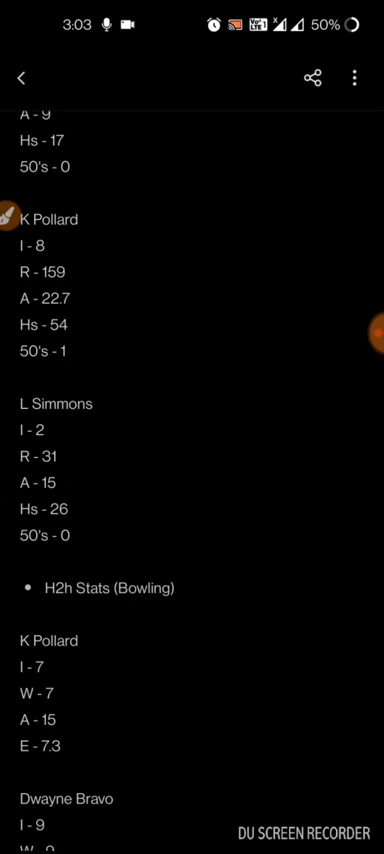 3:03
VoLTE1
x
50%
A - 9
Hs - 17
50's - 0
K Pollard
I - 8
R - 159
A - 22.7
Hs - 54
50's - 1
L Simmons
I - 2
R - 31
A - 15
Hs - 26
50's - 0
• H2h Stats (Bowling)
K Pollard
I - 7
W - 7
A - 15
E - 7.3
Dwayne Bravo
I - 9
W - 9
DU SCREEN RECORDER